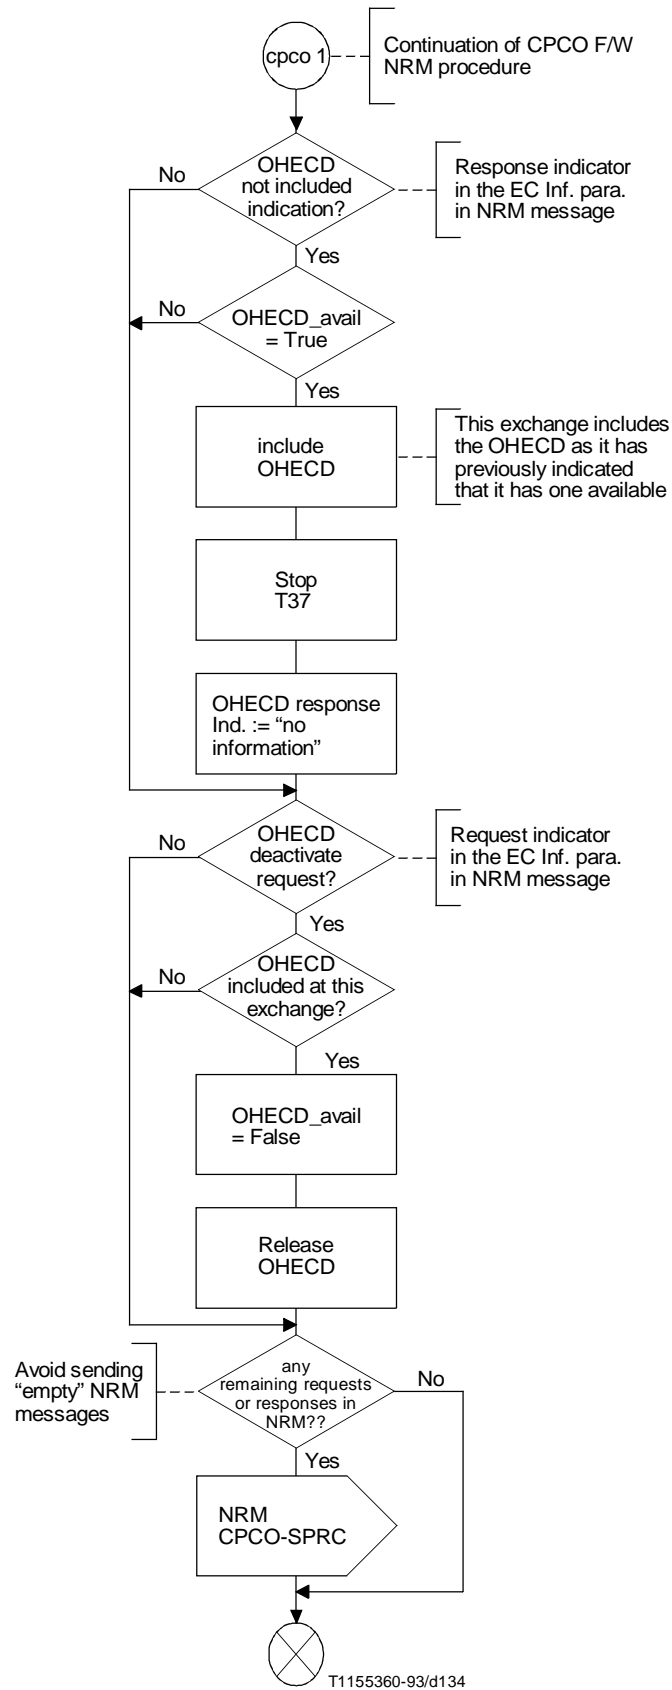 cpco 1
Continuation of CPCO F/W
NRM procedure
OHECD
not included
indication?
No
Response indicator
in the EC Inf. para.
in NRM message
Yes
No
OHECD_avail
= True
Yes
include
OHECD
This exchange includes
the OHECD as it has
previously indicated
that it has one available
Stop
T37
OHECD response
Ind. := “no
information”
No
OHECD
deactivate
request?
Request indicator
in the EC Inf. para.
in NRM message
Yes
No
OHECD
included at this
exchange?
Yes
OHECD_avail
= False
Release
OHECD
Avoid sending
“empty” NRM
messages
any
remaining requests
or responses in
NRM??
No
Yes
NRM
CPCO-SPRC
T1155360-93/d134